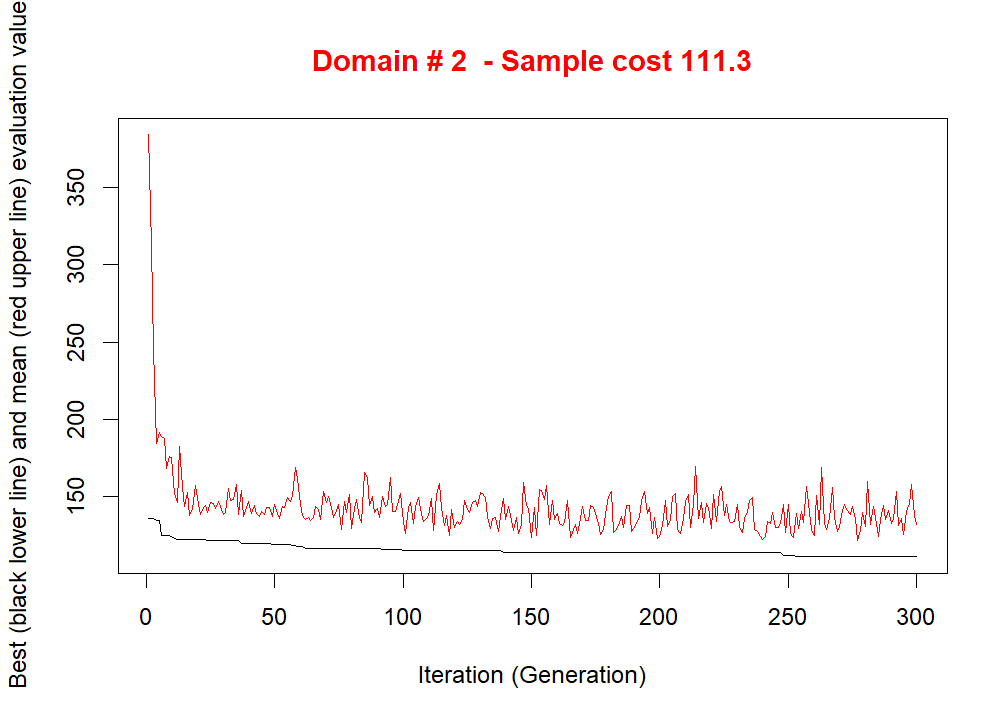 Domain # 2  - Sample cost 111.3
Best (black lower line) and mean (red upper line) evaluation value
350
300
250
200
150
0 50 100 150 200 250 300
Iteration (Generation)